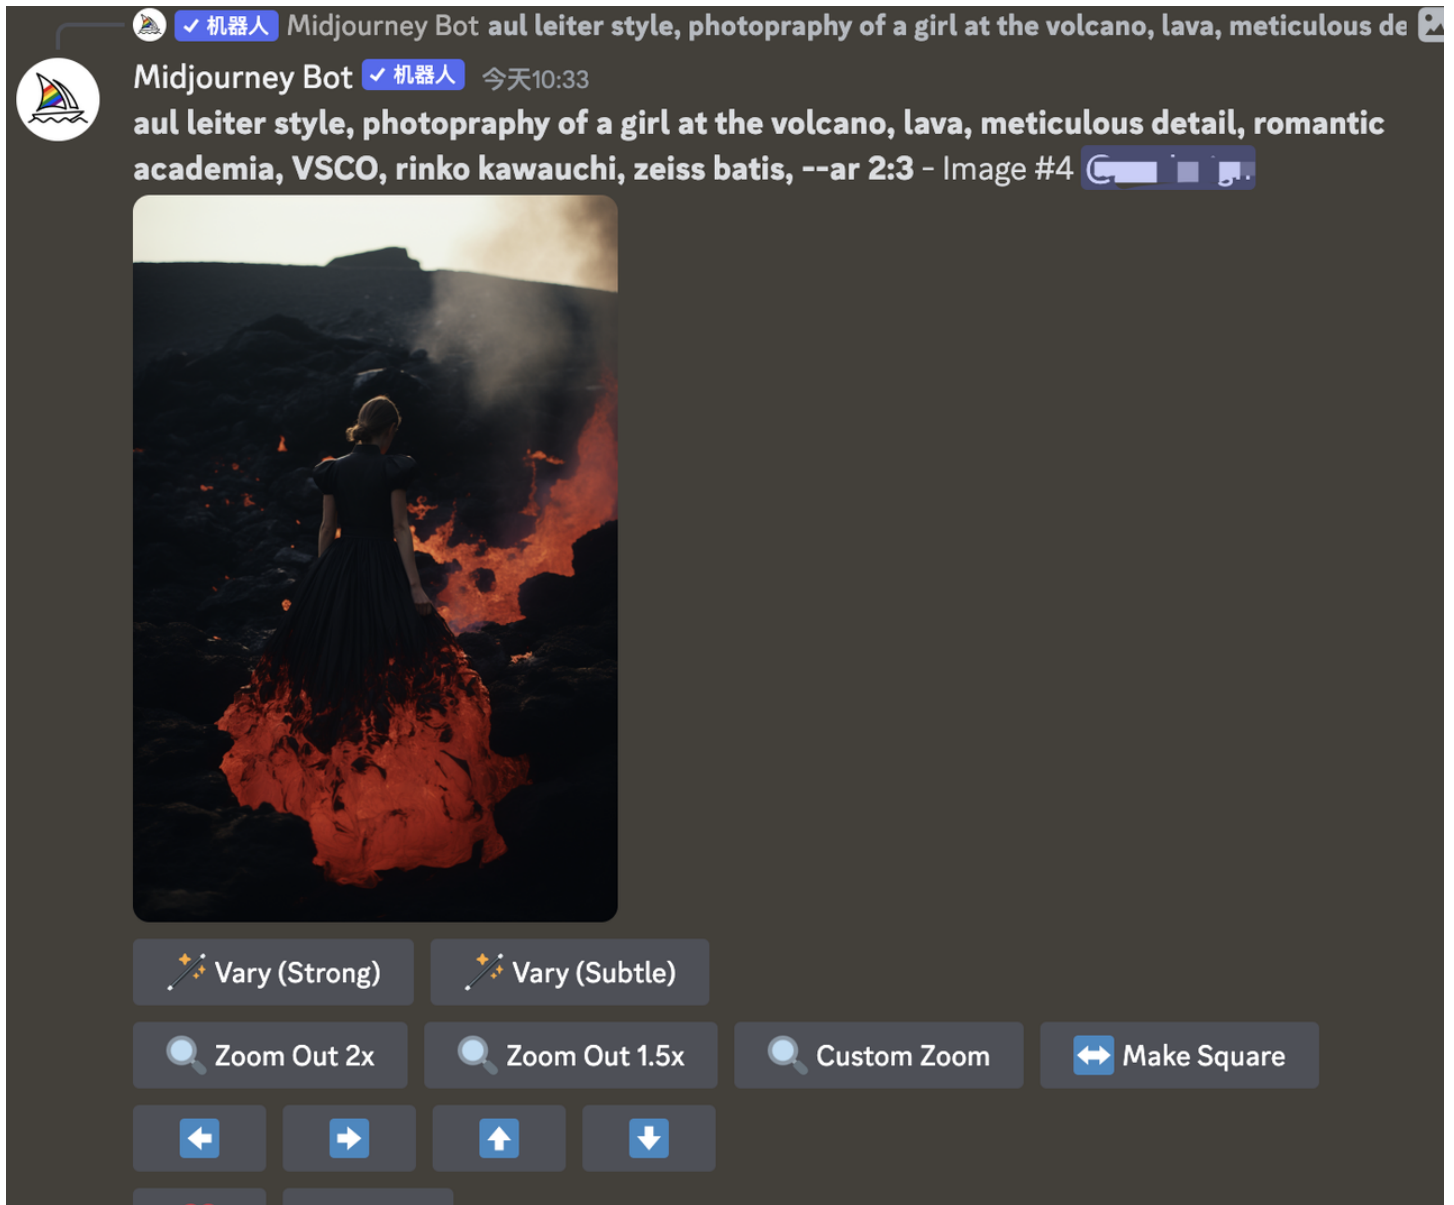 机器人 Midjourney Bot aul leiter style, photopraphy of a girl at the volcano, lava, meticulous de
Midjourney Bot 机器人 今天10:33
aul leiter style, photopraphy of a girl at the volcano, lava, meticulous detail, romantic
academia, VSCO, rinko kawauchi, zeiss batis, --ar 2:3 - Image #4
Vary (Strong) Vary (Subtle)
Zoom Out 2x Zoom Out 1.5x Custom Zoom Make Square